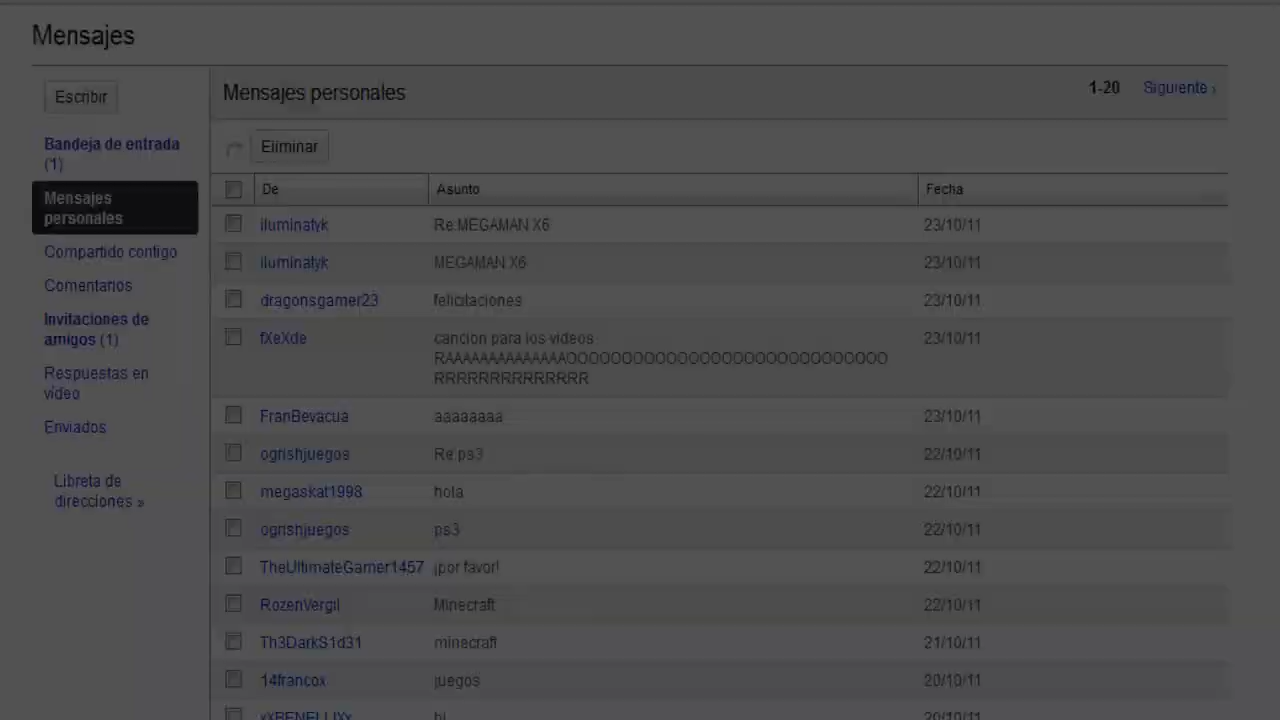 Mensajes
Escribir
Bandeja de entrada
(1)
Mensajes
personales
Compartido contigo
Comentarios
Invitaciones de
amigos (1)
Respuestas en
vídeo
Enviados
Libreta de
direcciones »
Mensajes personales
1-20 Siguiente ›
Eliminar
De Asunto Fecha
iluminatyk Re:MEGAMAN X6 23/10/11
iluminatyk MEGAMAN X6 23/10/11
dragonsgamer23 felicitaciones 23/10/11
fXeXde cancion para los videos 23/10/11
RAAAAAAAAAAAAAAOOOOOOOOOOOOOOOOOOOOOOOOOOOOO
RRRRRRRRRRRRRR
FranBevacua aaaaaaaa 23/10/11
ogrishjuegos Re:ps3 22/10/11
megaskat1998 hola 22/10/11
ogrishjuegos ps3 22/10/11
TheUltimateGamer1457 ¡por favor! 22/10/11
RozenVergil Minecraft 22/10/11
Th3DarkS1d31 minecraft 21/10/11
14francox juegos 20/10/11